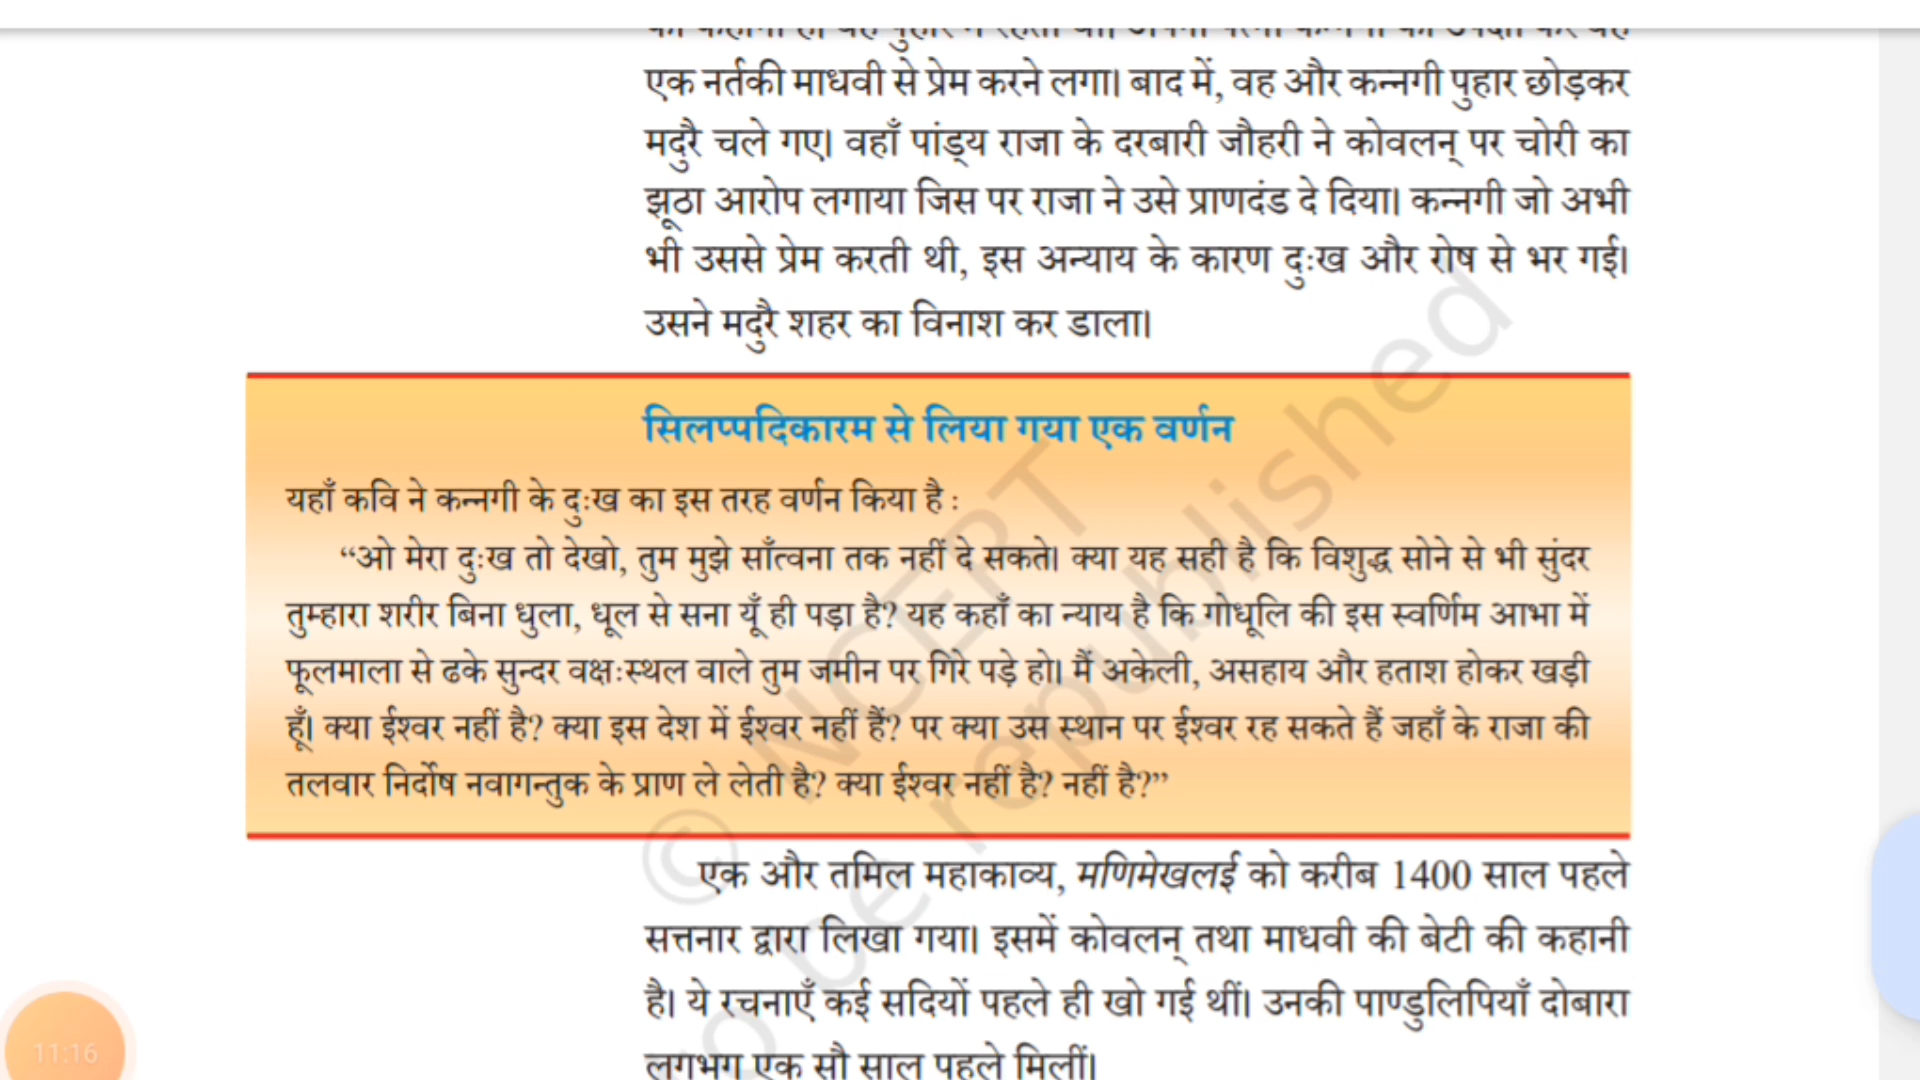 एक नर्तकी माधवी से प्रेम करने लगा। बाद में, वह और कन्नगी पुहार छोड़कर
मदुरै चले गए। वहाँ पांड्य राजा के दरबारी जौहरी ने कोवलन् पर चोरी का
झूठा आरोप लगाया जिस पर राजा ने उसे प्राणदंड दे दिया। कन्नगी जो अभी
भी उससे प्रेम करती थी, इस अन्याय के कारण दुःख और रोष से भर गई।
उसने मदुरै शहर का विनाश कर डाला।
सिलप्पदिकारम से लिया गया एक वर्णन
यहाँ कवि ने कन्नगी के दुःख का इस तरह वर्णन किया है :
“ओ मेरा दुःख तो देखो, तुम मुझे साँत्वना तक नहीं दे सकते। क्या यह सही है कि विशुद्ध सोने से भी सुंदर
तुम्हारा शरीर बिना धुला, धूल से सना यूँ ही पड़ा है? यह कहाँ का न्याय है कि गोधूलि की इस स्वर्णिम आभा में
फूलमाला से ढके सुन्दर वक्षःस्थल वाले तुम जमीन पर गिरे पड़े हो। मैं अकेली, असहाय और हताश होकर खड़ी
हूँ। क्या ईश्वर नहीं है? क्या इस देश में ईश्वर नहीं हैं? पर क्या उस स्थान पर ईश्वर रह सकते हैं जहाँ के राजा की
तलवार निर्दोष नवागन्तुक के प्राण ले लेती है? क्या ईश्वर नहीं है? नहीं है?”
एक और तमिल महाकाव्य, मणिमेखलई को करीब 1400 साल पहले
सत्तनार द्वारा लिखा गया। इसमें कोवलन् तथा माधवी की बेटी की कहानी
है। ये रचनाएँ कई सदियों पहले ही खो गई थीं। उनकी पाण्डुलिपियाँ दोबारा
लगभग एक सौ साल पहले मिलीं।
© NCERT
be republished
11:16